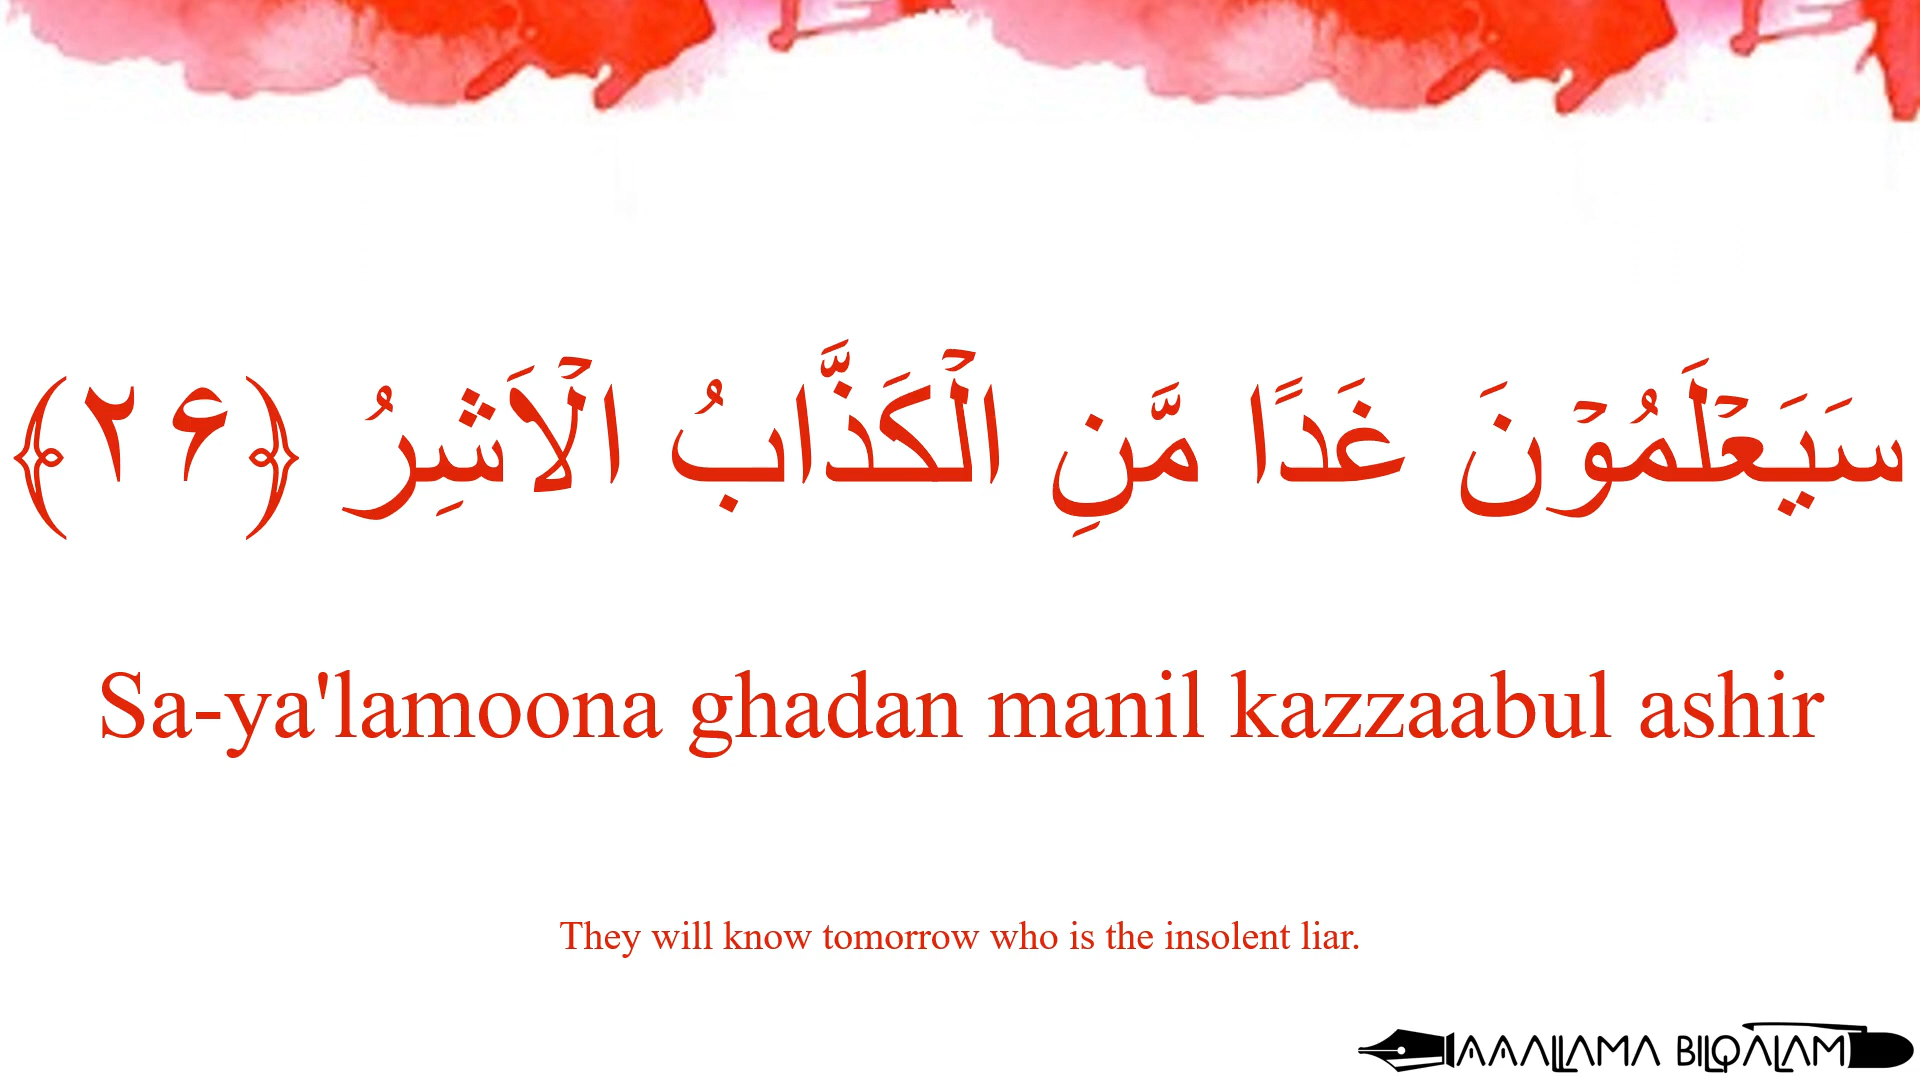 سَيَعۡلَمُوۡنَ غَدًا مَّنِ الۡكَذَّابُ الۡاَشِرُ ﴿۲۶﴾
Sa-ya'lamoona ghadan manil kazzaabul ashir
They will know tomorrow who is the insolent liar.
AAALLAMA BILQALAM